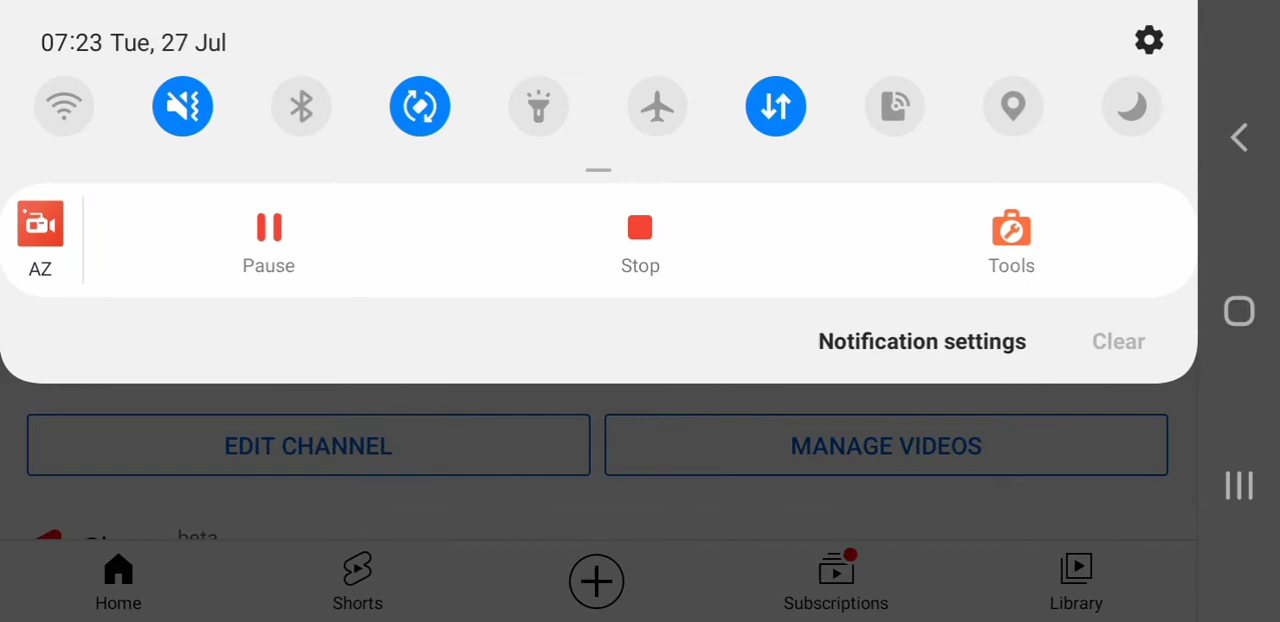 07:23 Tue, 27 Jul
AZ
Pause
Stop
Tools
Notification settings
Clear
EDIT CHANNEL
MANAGE VIDEOS
beta
Home
Shorts
Subscriptions
Library